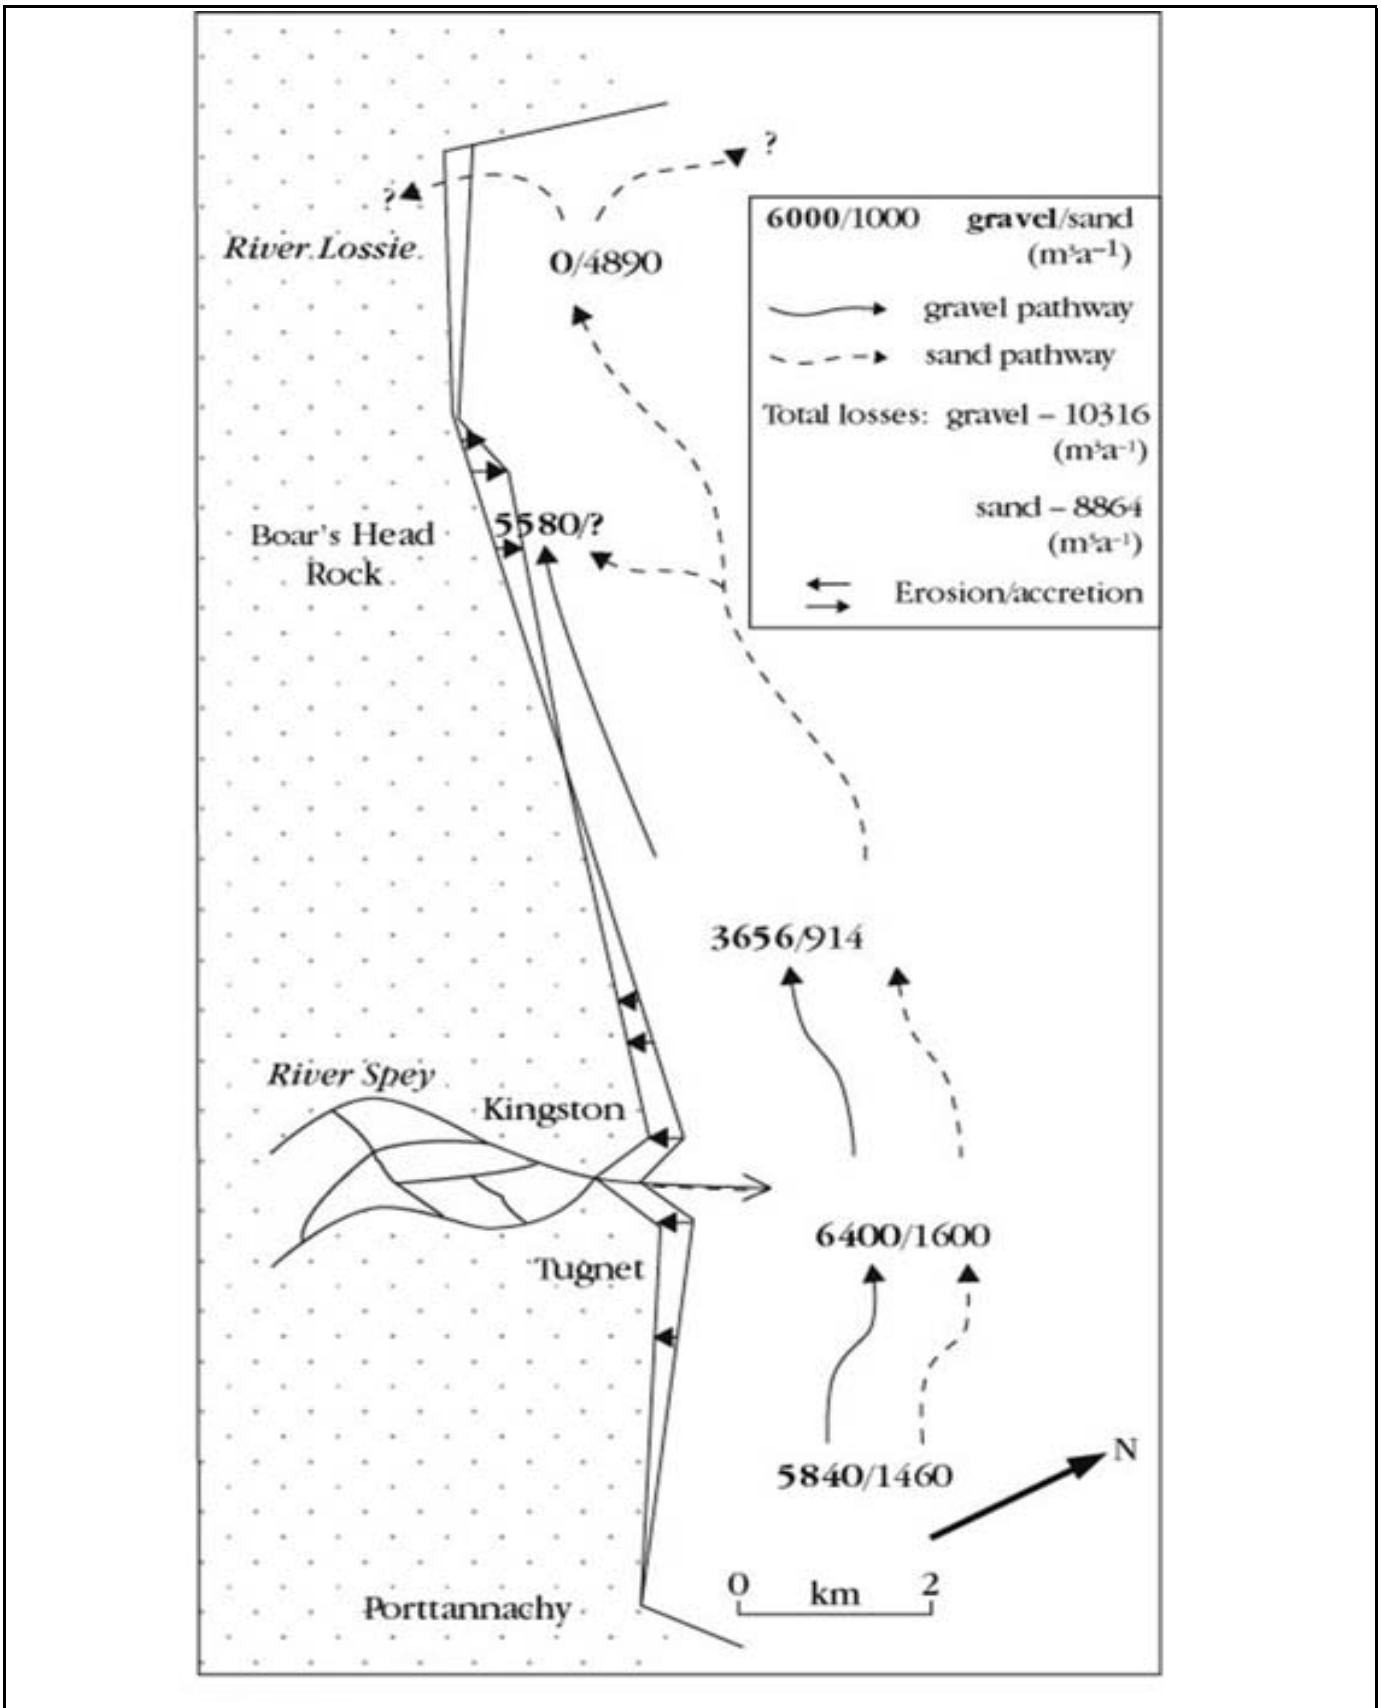 ?
?
River Lossie
0/4890
6000/1000 gravel/sand
(m³a⁻¹)
gravel pathway
sand pathway
Total losses: gravel – 10316
(m³a⁻¹)
sand – 8864
(m³a⁻¹)
Erosion/accretion
5580/?
Boar's Head
Rock
3656/914
River Spey
Kingston
6400/1600
Tugnet
5840/1460
N
0 km 2
Porttannachy